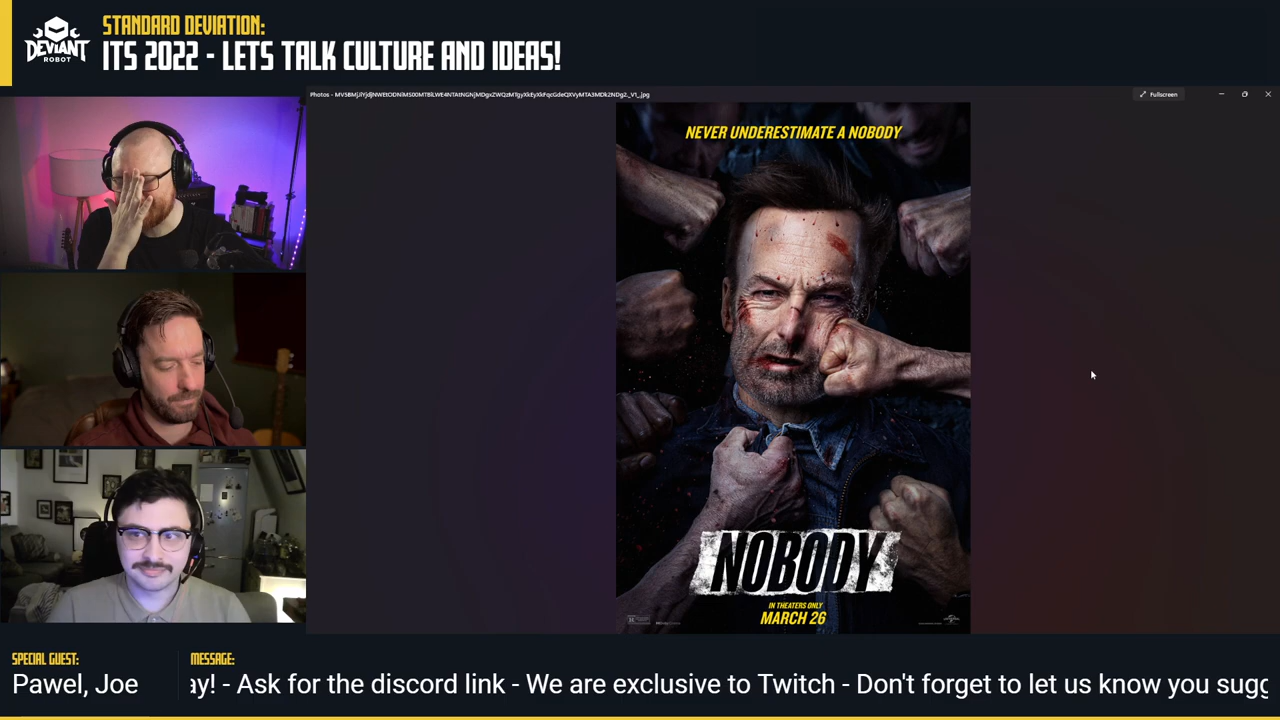 DEVIANT
ROBOT
STANDARD DEVIATION:
ITS 2022 - LETS TALK CULTURE AND IDEAS!
Fullscreen
NEVER UNDERESTIMATE A NOBODY
NOBODY
IN THEATERS ONLY
MARCH 26
SPECIAL GUEST:
Pawel, Joe
MESSAGE:
ay! - Ask for the discord link - We are exclusive to Twitch - Don't forget to let us know you sugg